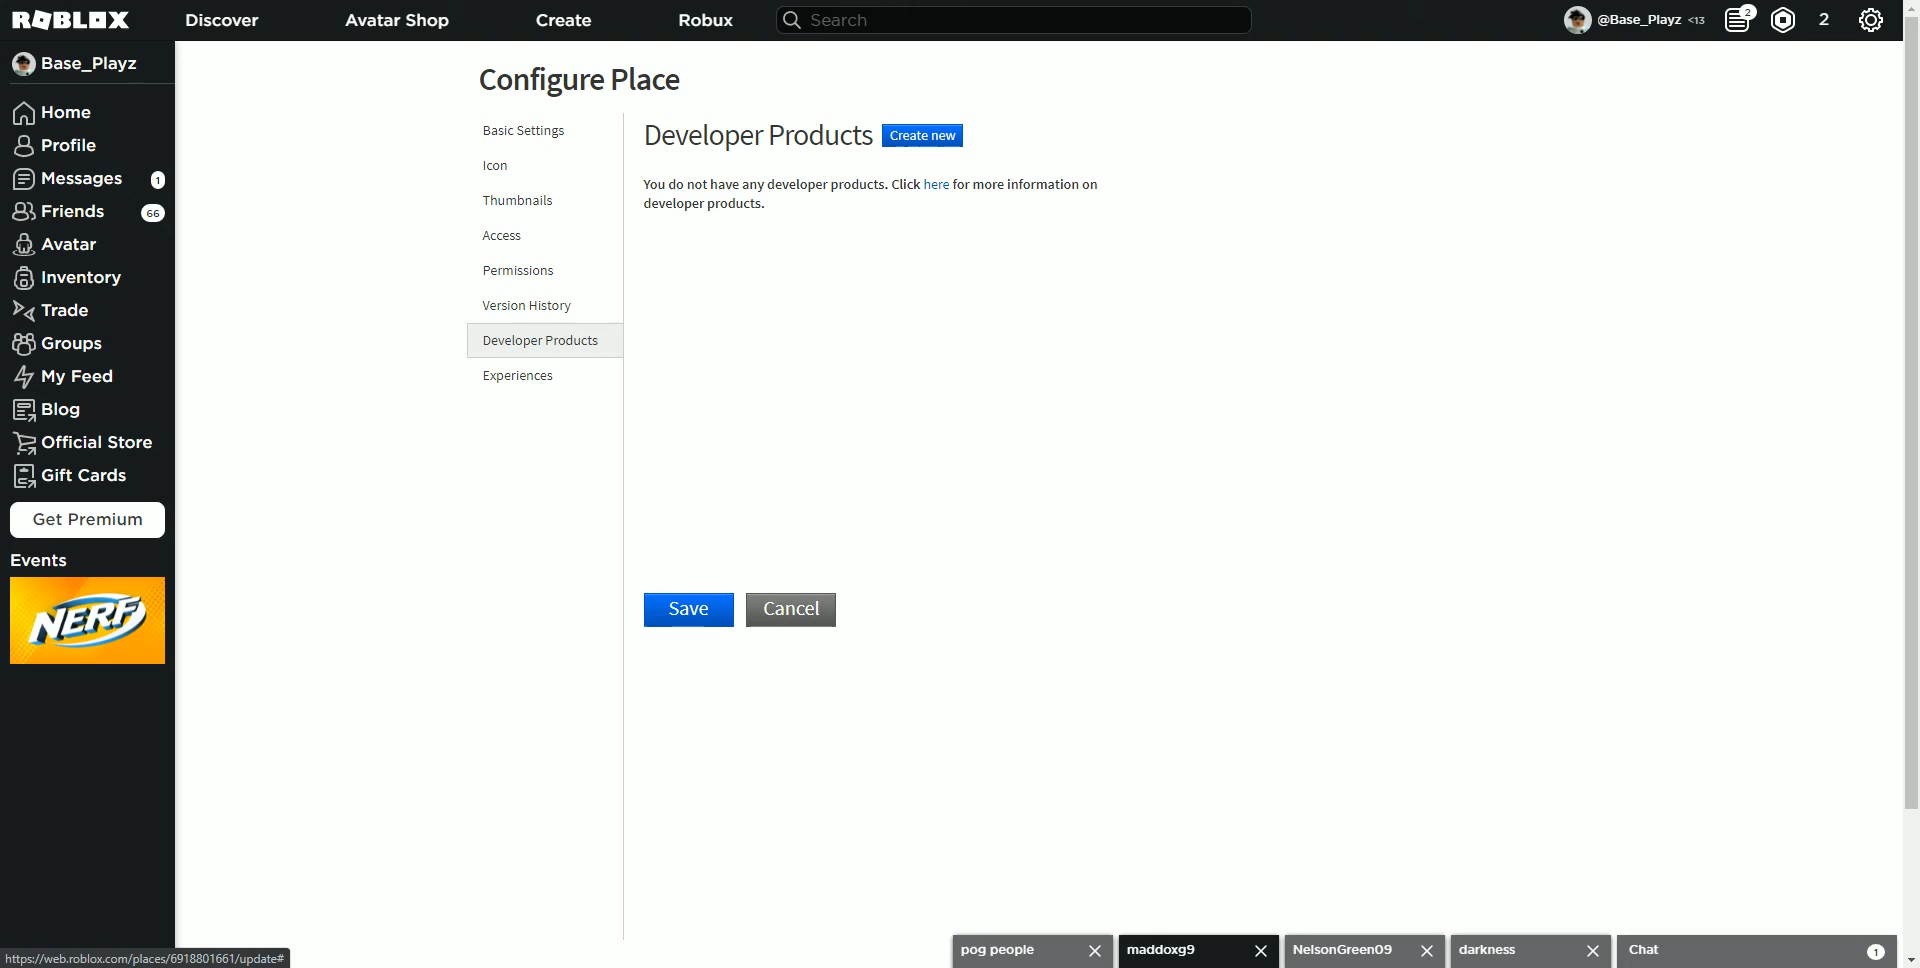 ROBLOX Discover Avatar Shop Create Robux Search @Base_Playz <13 2 2
Base_Playz
Home
Profile
Messages 1
Friends 66
Avatar
Inventory
Trade
Groups
My Feed
Blog
Official Store
Gift Cards
Get Premium
Events
NERF
Configure Place
Basic Settings
Icon
Thumbnails
Access
Permissions
Version History
Developer Products
Experiences
Developer Products Create new
You do not have any developer products. Click here for more information on
developer products.
Save Cancel
https://web.roblox.com/places/6918801661/update#
pog people maddoxg9 NelsonGreen09 darkness Chat 1